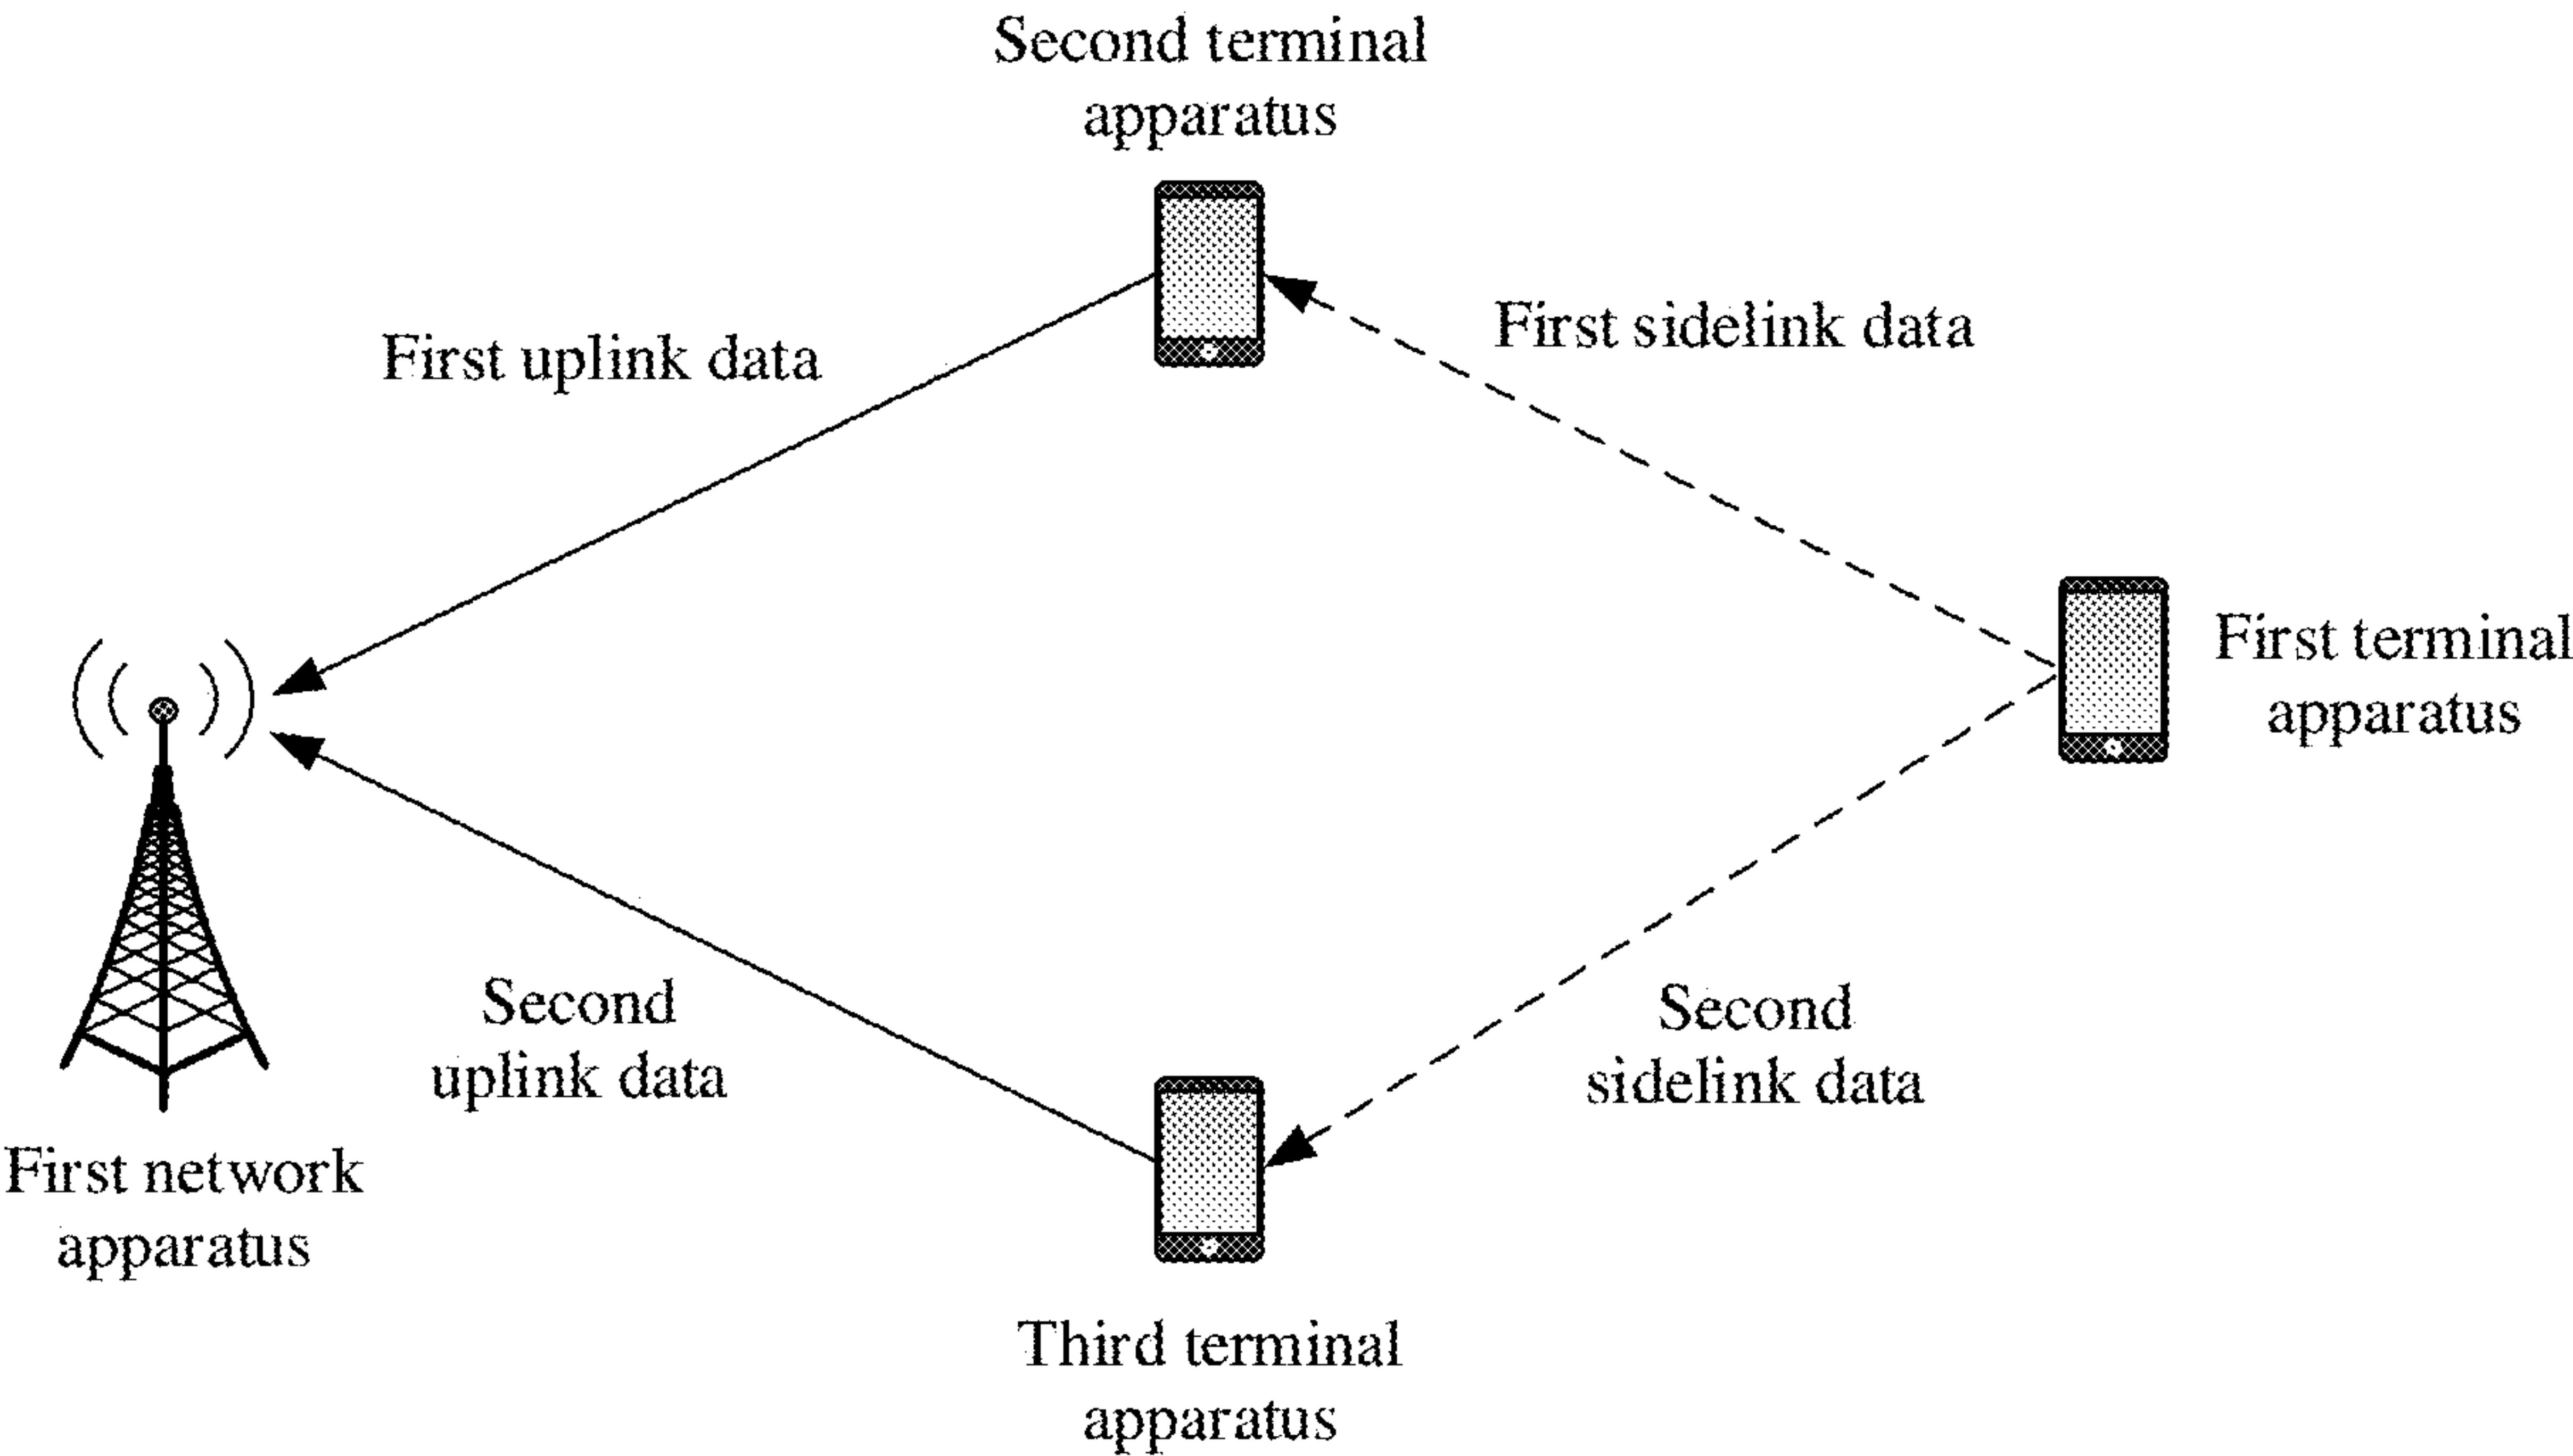 Second terminal
apparatus
First uplink data
First sidelink data
First terminal
apparatus
Second
uplink data
Second
sidelink data
First network
apparatus
Third terminal
apparatus